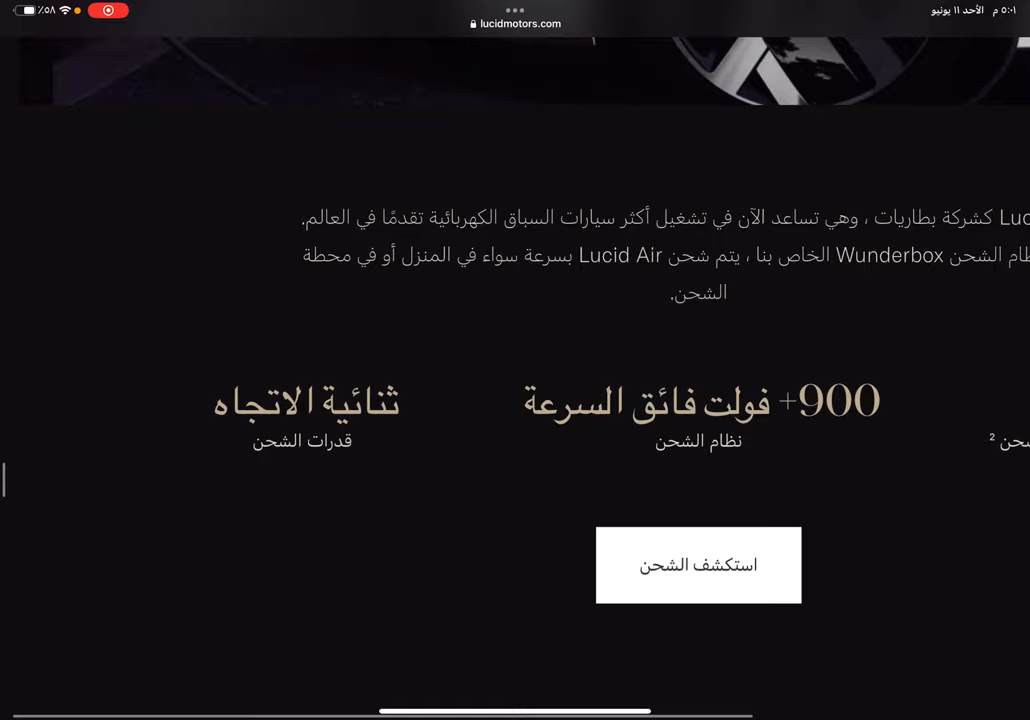 ٥:٠١ م الأحد ١١ يونيو
٪٥٨
lucidmotors.com
كشركة بطاريات ، وهي تساعد الآن في تشغيل أكثر سيارات السباق الكهربائية تقدمًا في العالم.
الشحن Wunderbox الخاص بنا ، يتم شحن Lucid Air بسرعة سواء في المنزل أو في محطة
الشحن.
900+ فولت فائق السرعة
نظام الشحن
ثنائية الاتجاه
قدرات الشحن
استكشف الشحن